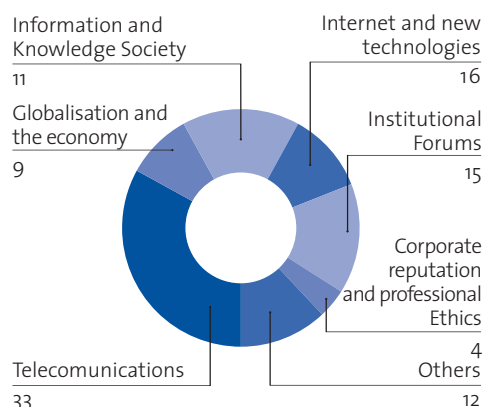 Information and
Knowledge Society
11
Internet and new
technologies
16
Globalisation and
the economy
9
Institutional
Forums
15
Corporate
reputation
and professional
Ethics
4
Telecomunications
33
Others
12